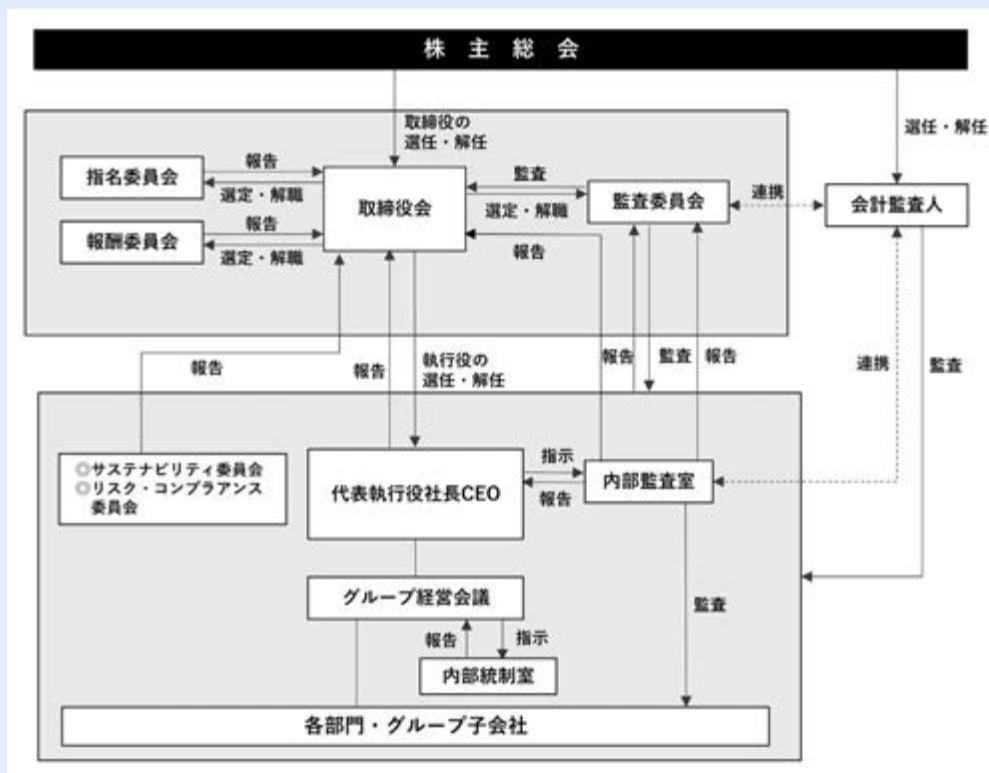 株主総会
取締役の
選任・解任
選任・解任
指名委員会
報告
選定・解職
取締役会
監査
選定・解職
監査委員会
連携
会計監査人
報酬委員会
報告
選定・解職
報告
報告
報告
執行役の
選任・解任
報告
監査
報告
連携
監査
◎サステナビリティ委員会
◎リスク・コンプライアンス
委員会
代表執行役社長CEO
指示
報告
内部監査室
グループ経営会議
監査
報告
指示
内部統制室
各部門・グループ子会社